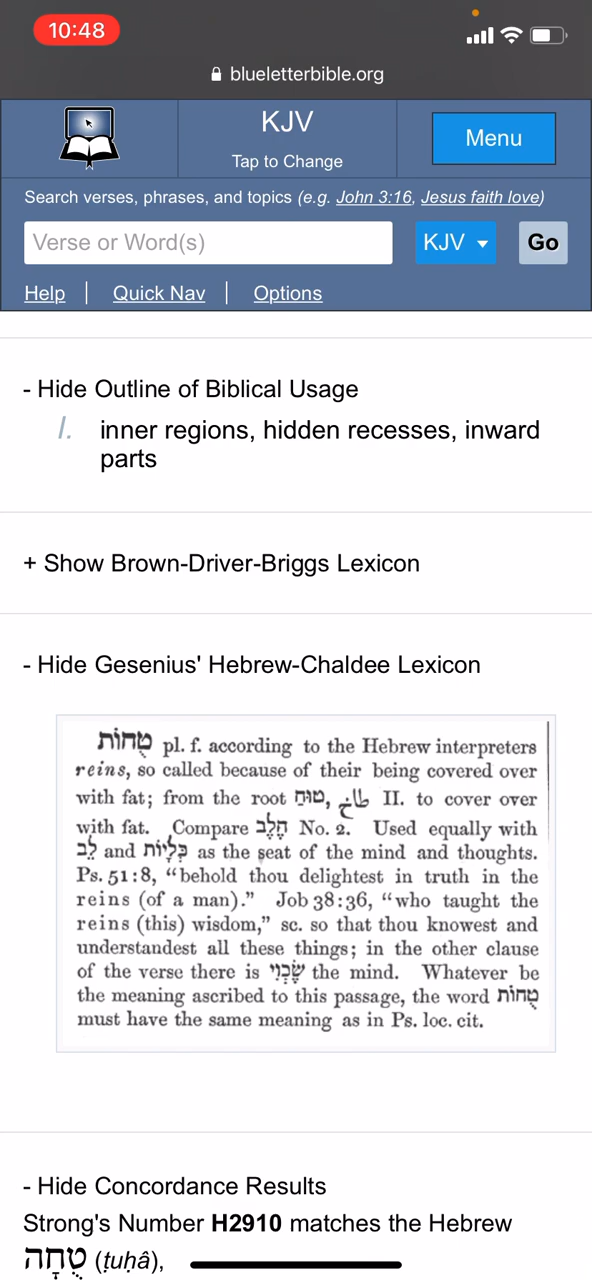 10:48
blueletterbible.org
KJV
Tap to Change
Menu
Search verses, phrases, and topics (e.g. John 3:16, Jesus faith love)
Verse or Word(s)
KJV
Go
Help | Quick Nav | Options
- Hide Outline of Biblical Usage
I. inner regions, hidden recesses, inward
parts
+ Show Brown-Driver-Briggs Lexicon
- Hide Gesenius' Hebrew-Chaldee Lexicon
טֻחוֹת pl. f. according to the Hebrew interpreters
reins, so called because of their being covered over
with fat; from the root טוּחַ, طاخ II. to cover over
with fat. Compare חֵלֶב No. 2. Used equally with
לֵב and כְּלָיוֹת as the seat of the mind and thoughts.
Ps. 51:8, “behold thou delightest in truth in the
reins (of a man).” Job 38:36, “who taught the
reins (this) wisdom,” sc. so that thou knowest and
understandest all these things; in the other clause
of the verse there is שֶׂכְוִי the mind. Whatever be
the meaning ascribed to this passage, the word טֻחוֹת
must have the same meaning as in Ps. loc. cit.
- Hide Concordance Results
Strong's Number H2910 matches the Hebrew
טֻחָה (ṭuḥâ),